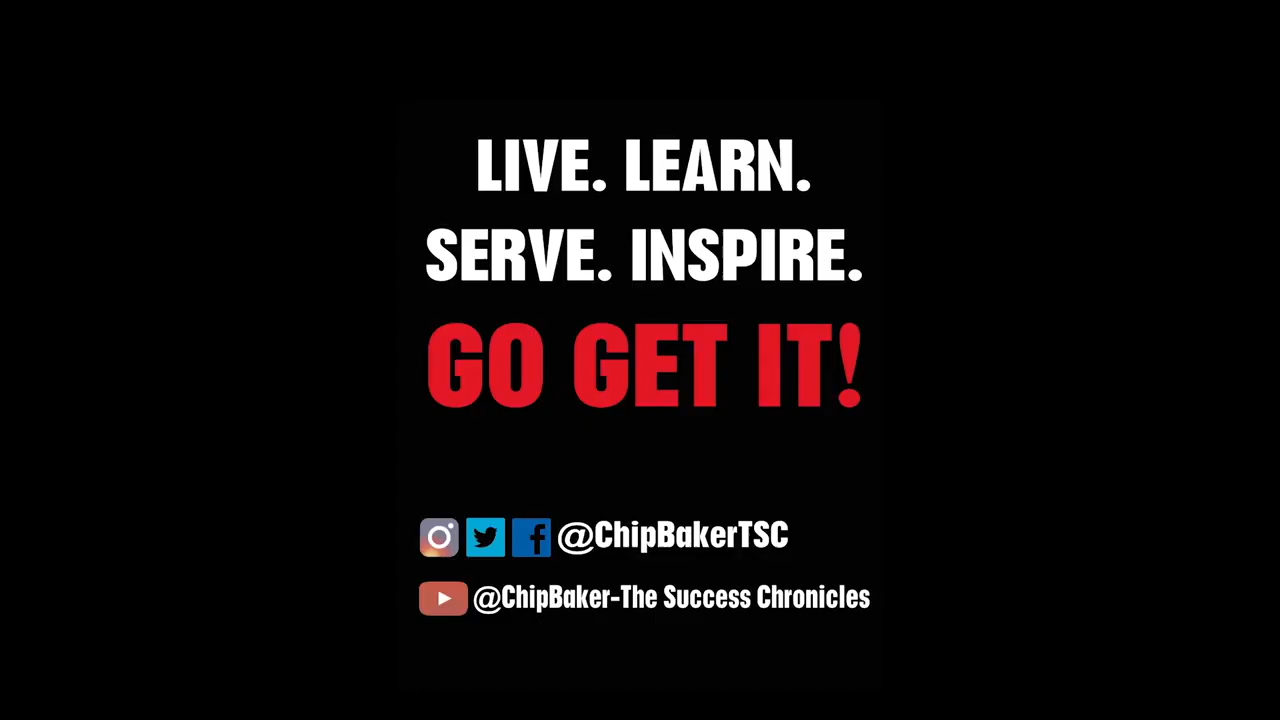 LIVE. LEARN.
SERVE. INSPIRE.
GO GET IT!
@ChipBakerTSC
@ChipBaker-The Success Chronicles